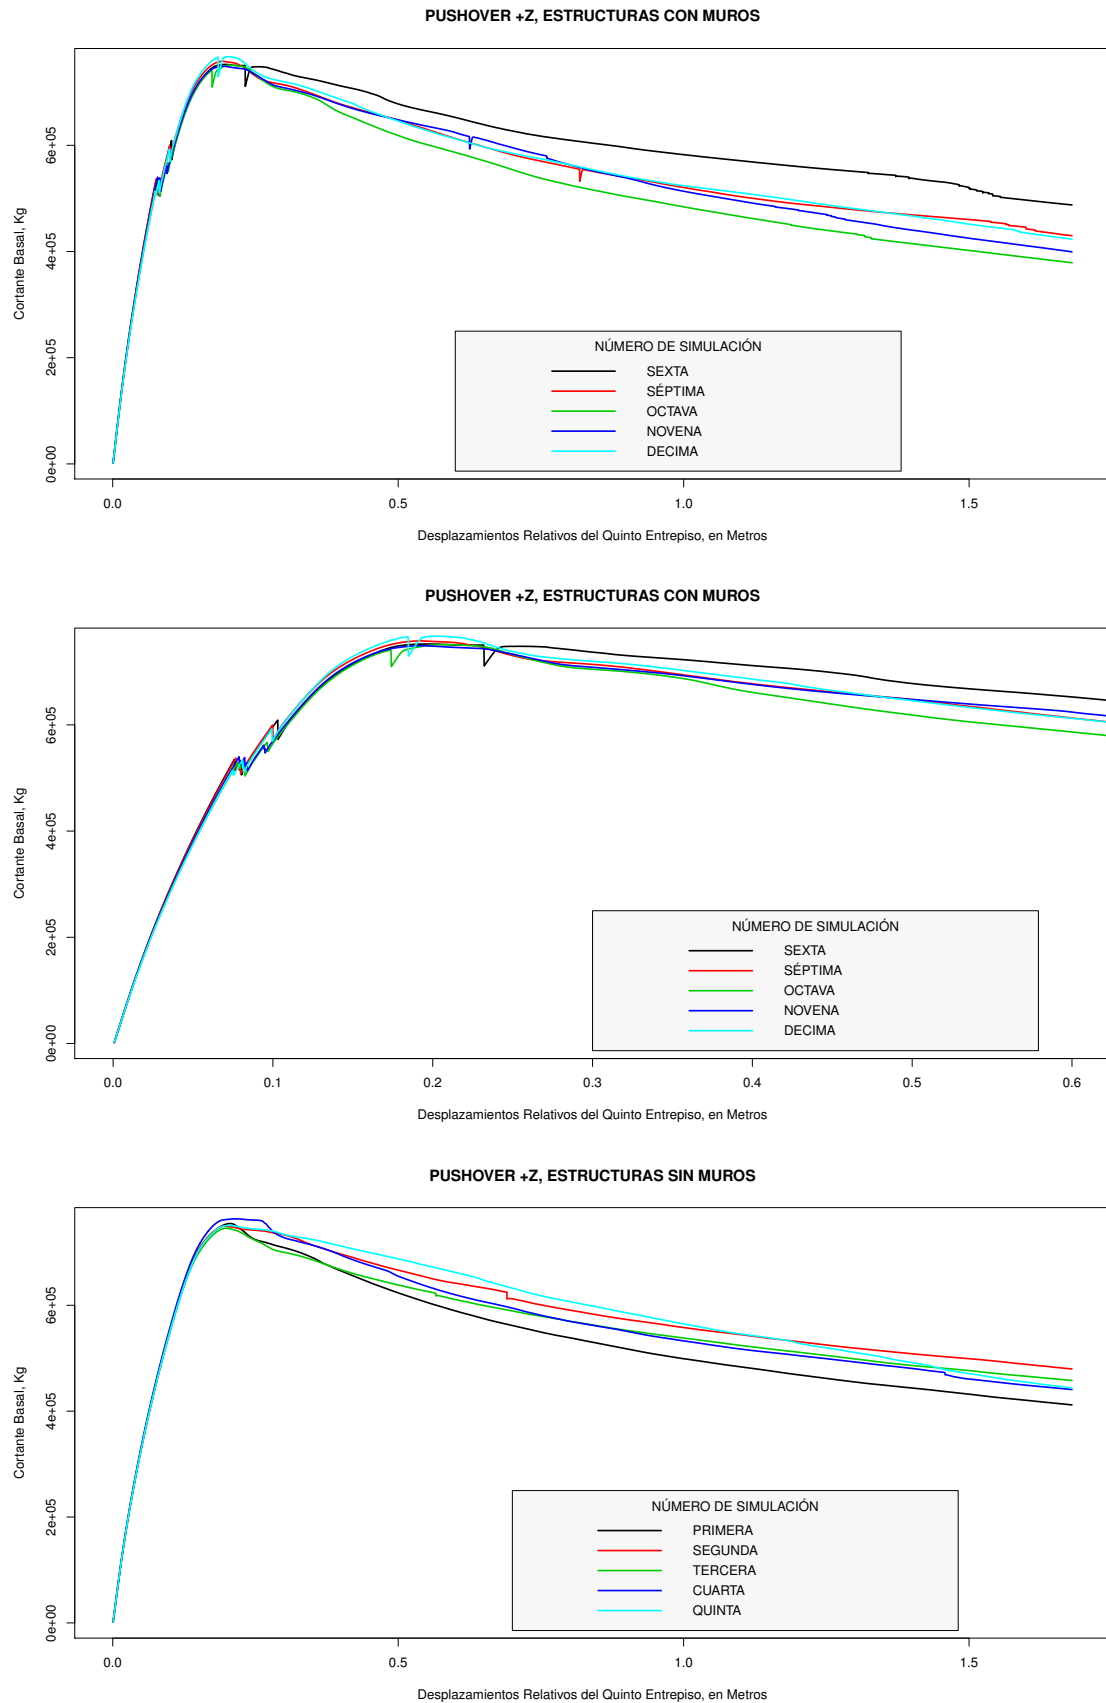 PUSHOVER +Z, ESTRUCTURAS CON MUROS
Cortante Basal, Kg
6e+05
4e+05
2e+05
0e+00
NÚMERO DE SIMULACIÓN
SEXTA
SÉPTIMA
OCTAVA
NOVENA
DECIMA
0.0 0.5 1.0 1.5
Desplazamientos Relativos del Quinto Entrepiso, en Metros
PUSHOVER +Z, ESTRUCTURAS CON MUROS
Cortante Basal, Kg
6e+05
4e+05
2e+05
0e+00
NÚMERO DE SIMULACIÓN
SEXTA
SÉPTIMA
OCTAVA
NOVENA
DECIMA
0.0 0.1 0.2 0.3 0.4 0.5 0.6
Desplazamientos Relativos del Quinto Entrepiso, en Metros
PUSHOVER +Z, ESTRUCTURAS SIN MUROS
Cortante Basal, Kg
6e+05
4e+05
2e+05
0e+00
NÚMERO DE SIMULACIÓN
PRIMERA
SEGUNDA
TERCERA
CUARTA
QUINTA
0.0 0.5 1.0 1.5
Desplazamientos Relativos del Quinto Entrepiso, en Metros